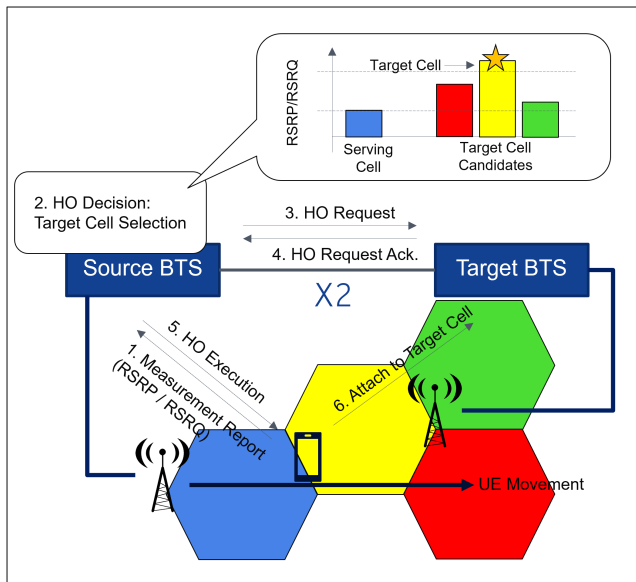 RSRP/RSRQ
Target Cell
Serving
Cell
Target Cell
Candidates
2. HO Decision:
Target Cell Selection
3. HO Request
4. HO Request Ack.
Source BTS
Target BTS
X2
5. HO Execution
1. Measurement Report
(RSRP / RSRQ)
6. Attach to Target Cell
UE Movement